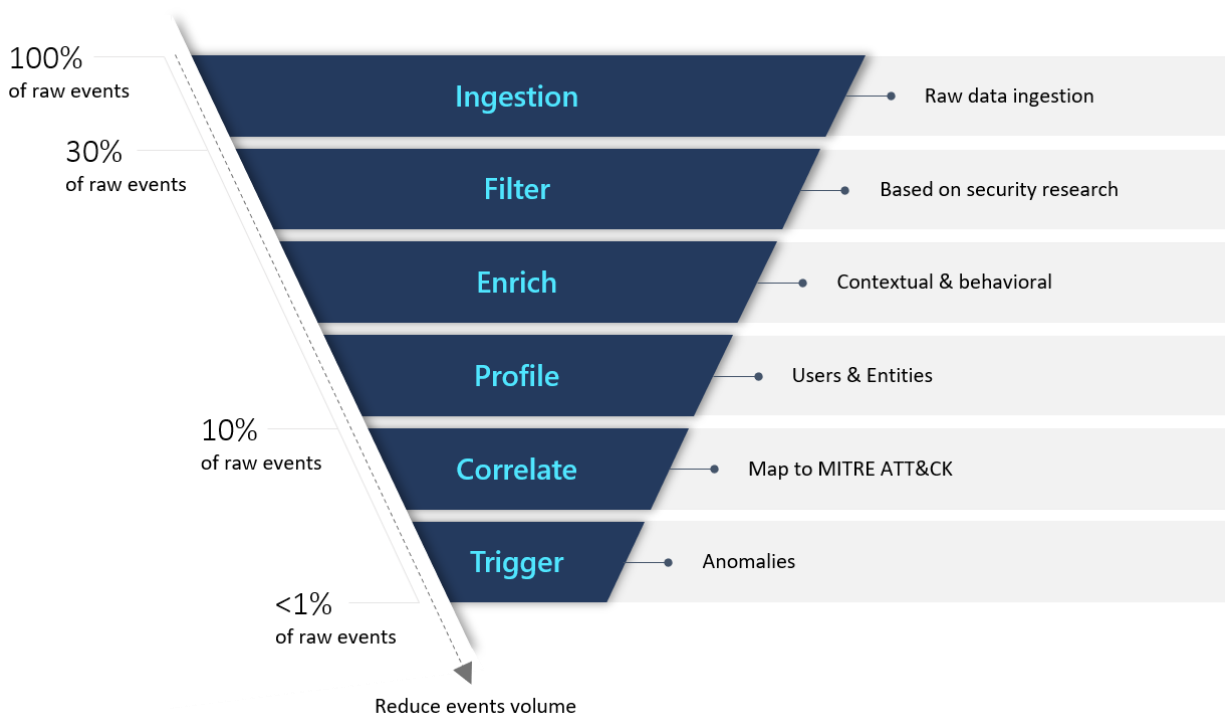 100%
of raw events
Ingestion
Raw data ingestion
30%
of raw events
Filter
Based on security research
Enrich
Contextual & behavioral
Profile
Users & Entities
10%
of raw events
Correlate
Map to MITRE ATT&CK
Trigger
Anomalies
<1%
of raw events
Reduce events volume